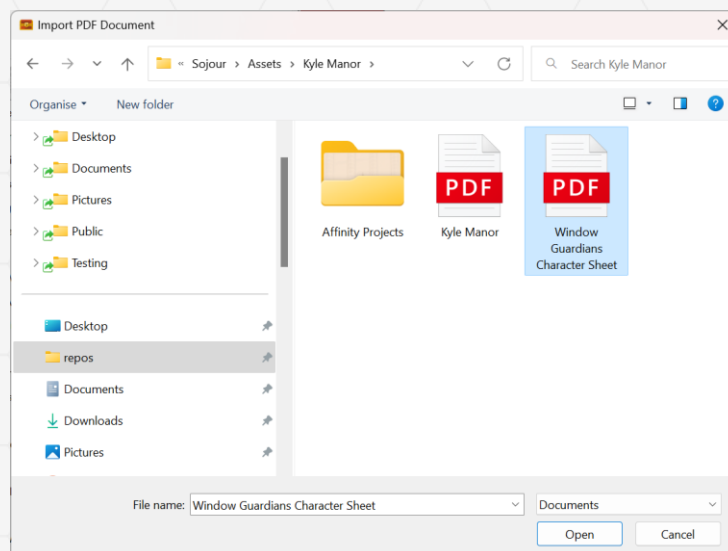 Import PDF Document
« Sojour > Assets > Kyle Manor >
Search Kyle Manor
Organise
New folder
?
Desktop
Documents
Pictures
Public
Testing
Desktop
repos
Documents
Downloads
Pictures
PDF
PDF
Affinity Projects
Kyle Manor
Window
Guardians
Character Sheet
File name: Window Guardians Character Sheet
Documents
Open
Cancel